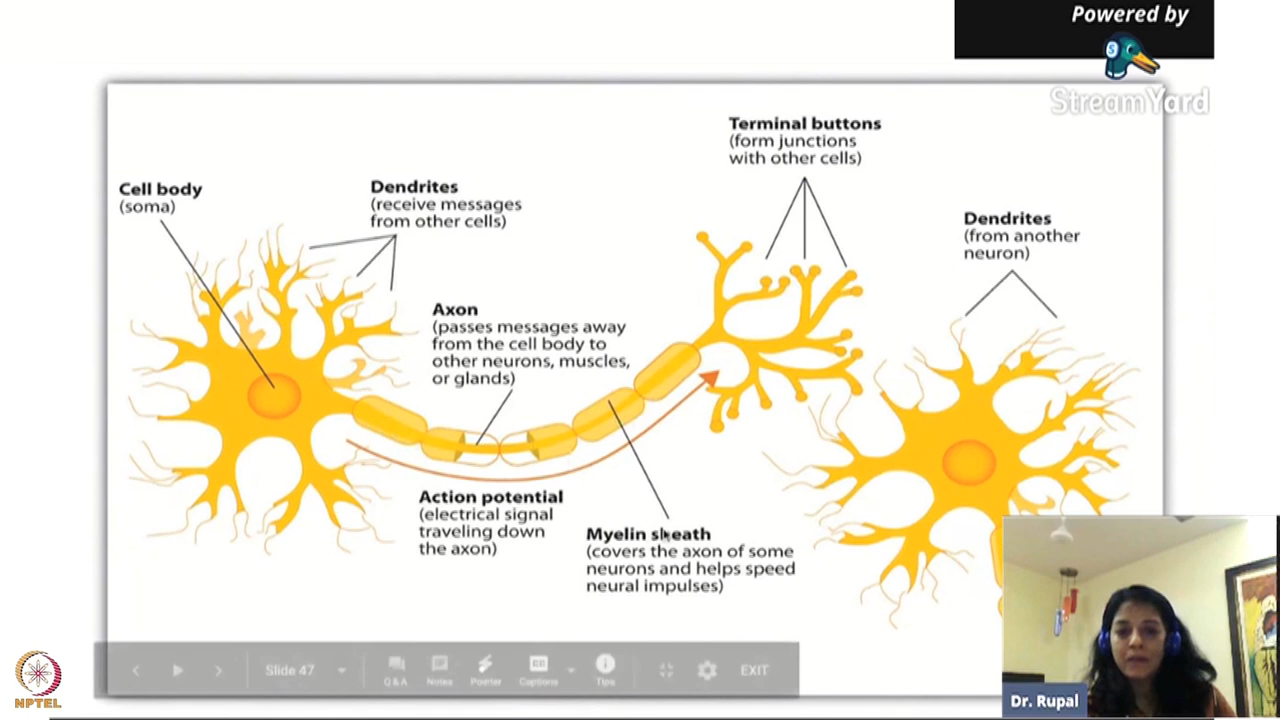 Powered by
StreamYard
Terminal buttons
(form junctions
with other cells)
Cell body
(soma)
Dendrites
(receive messages
from other cells)
Dendrites
(from another
neuron)
Axon
(passes messages away
from the cell body to
other neurons, muscles,
or glands)
Action potential
(electrical signal
traveling down
the axon)
Myelin sheath
(covers the axon of some
neurons and helps speed
neural impulses)
Slide 47
Q & A
Notes
Pointer
CC
Captions
Tips
EXIT
NPTEL
Dr. Rupal